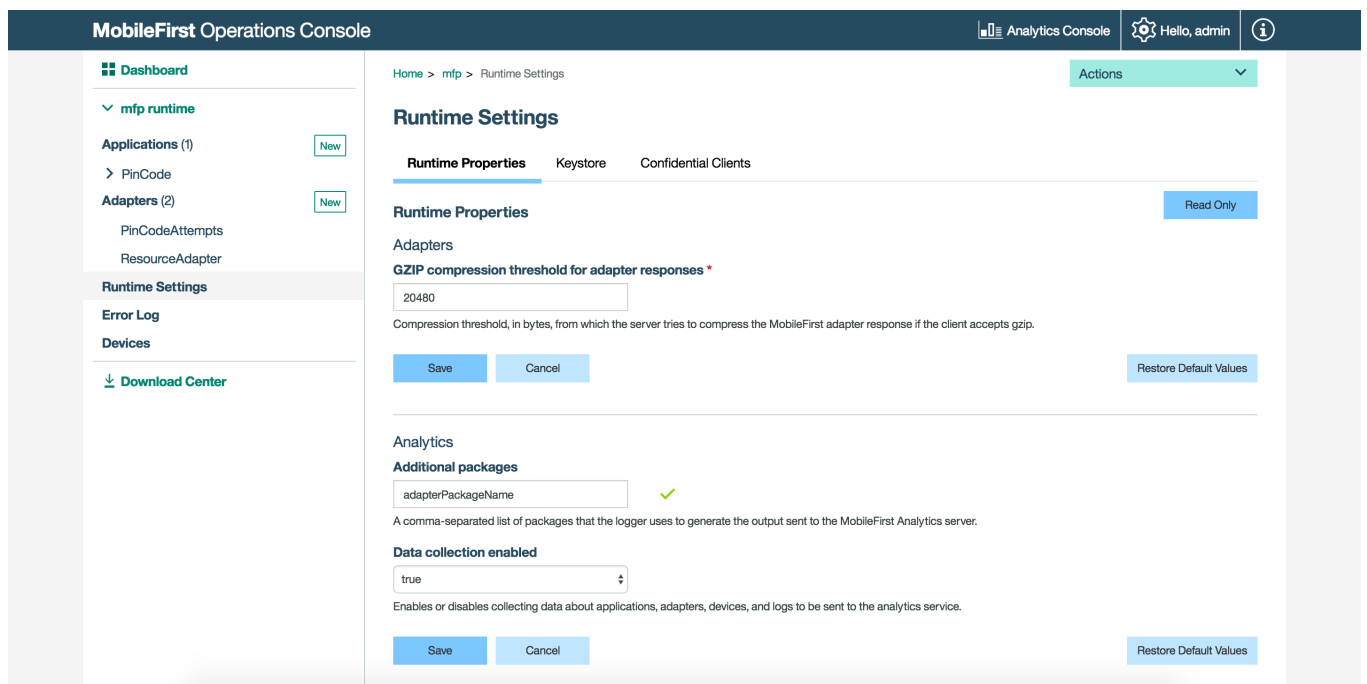 MobileFirst Operations Console
Analytics Console
Hello, admin
Dashboard
mfp runtime
Applications (1)
New
PinCode
Adapters (2)
New
PinCodeAttempts
ResourceAdapter
Runtime Settings
Error Log
Devices
Download Center
Home > mfp > Runtime Settings
Actions
Runtime Settings
Runtime Properties
Keystore
Confidential Clients
Runtime Properties
Read Only
Adapters
GZIP compression threshold for adapter responses *
20480
Compression threshold, in bytes, from which the server tries to compress the MobileFirst adapter response if the client accepts gzip.
Save
Cancel
Restore Default Values
Analytics
Additional packages
adapterPackageName
A comma-separated list of packages that the logger uses to generate the output sent to the MobileFirst Analytics server.
Data collection enabled
true
Enables or disables collecting data about applications, adapters, devices, and logs to be sent to the analytics service.
Save
Cancel
Restore Default Values